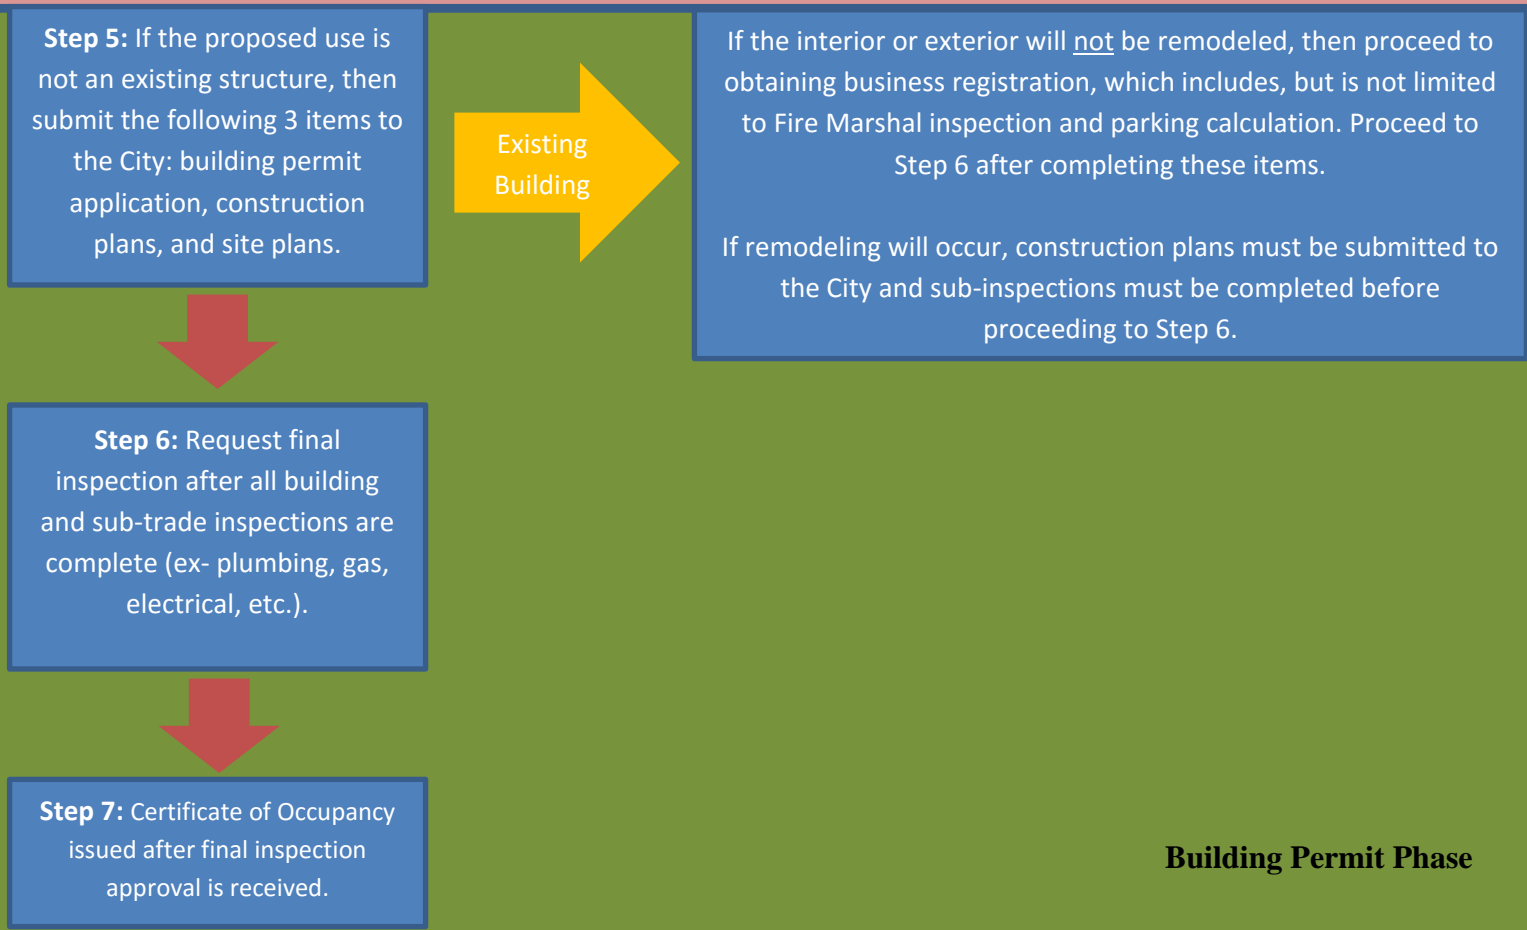 Step 5: If the proposed use is
not an existing structure, then
submit the following 3 items to
the City: building permit
application, construction
plans, and site plans.
Existing
Building
If the interior or exterior will not be remodeled, then proceed to
obtaining business registration, which includes, but is not limited
to Fire Marshal inspection and parking calculation. Proceed to
Step 6 after completing these items.
If remodeling will occur, construction plans must be submitted to
the City and sub-inspections must be completed before
proceeding to Step 6.
Step 6: Request final
inspection after all building
and sub-trade inspections are
complete (ex- plumbing, gas,
electrical, etc.).
Step 7: Certificate of Occupancy
issued after final inspection
approval is received.
Building Permit Phase